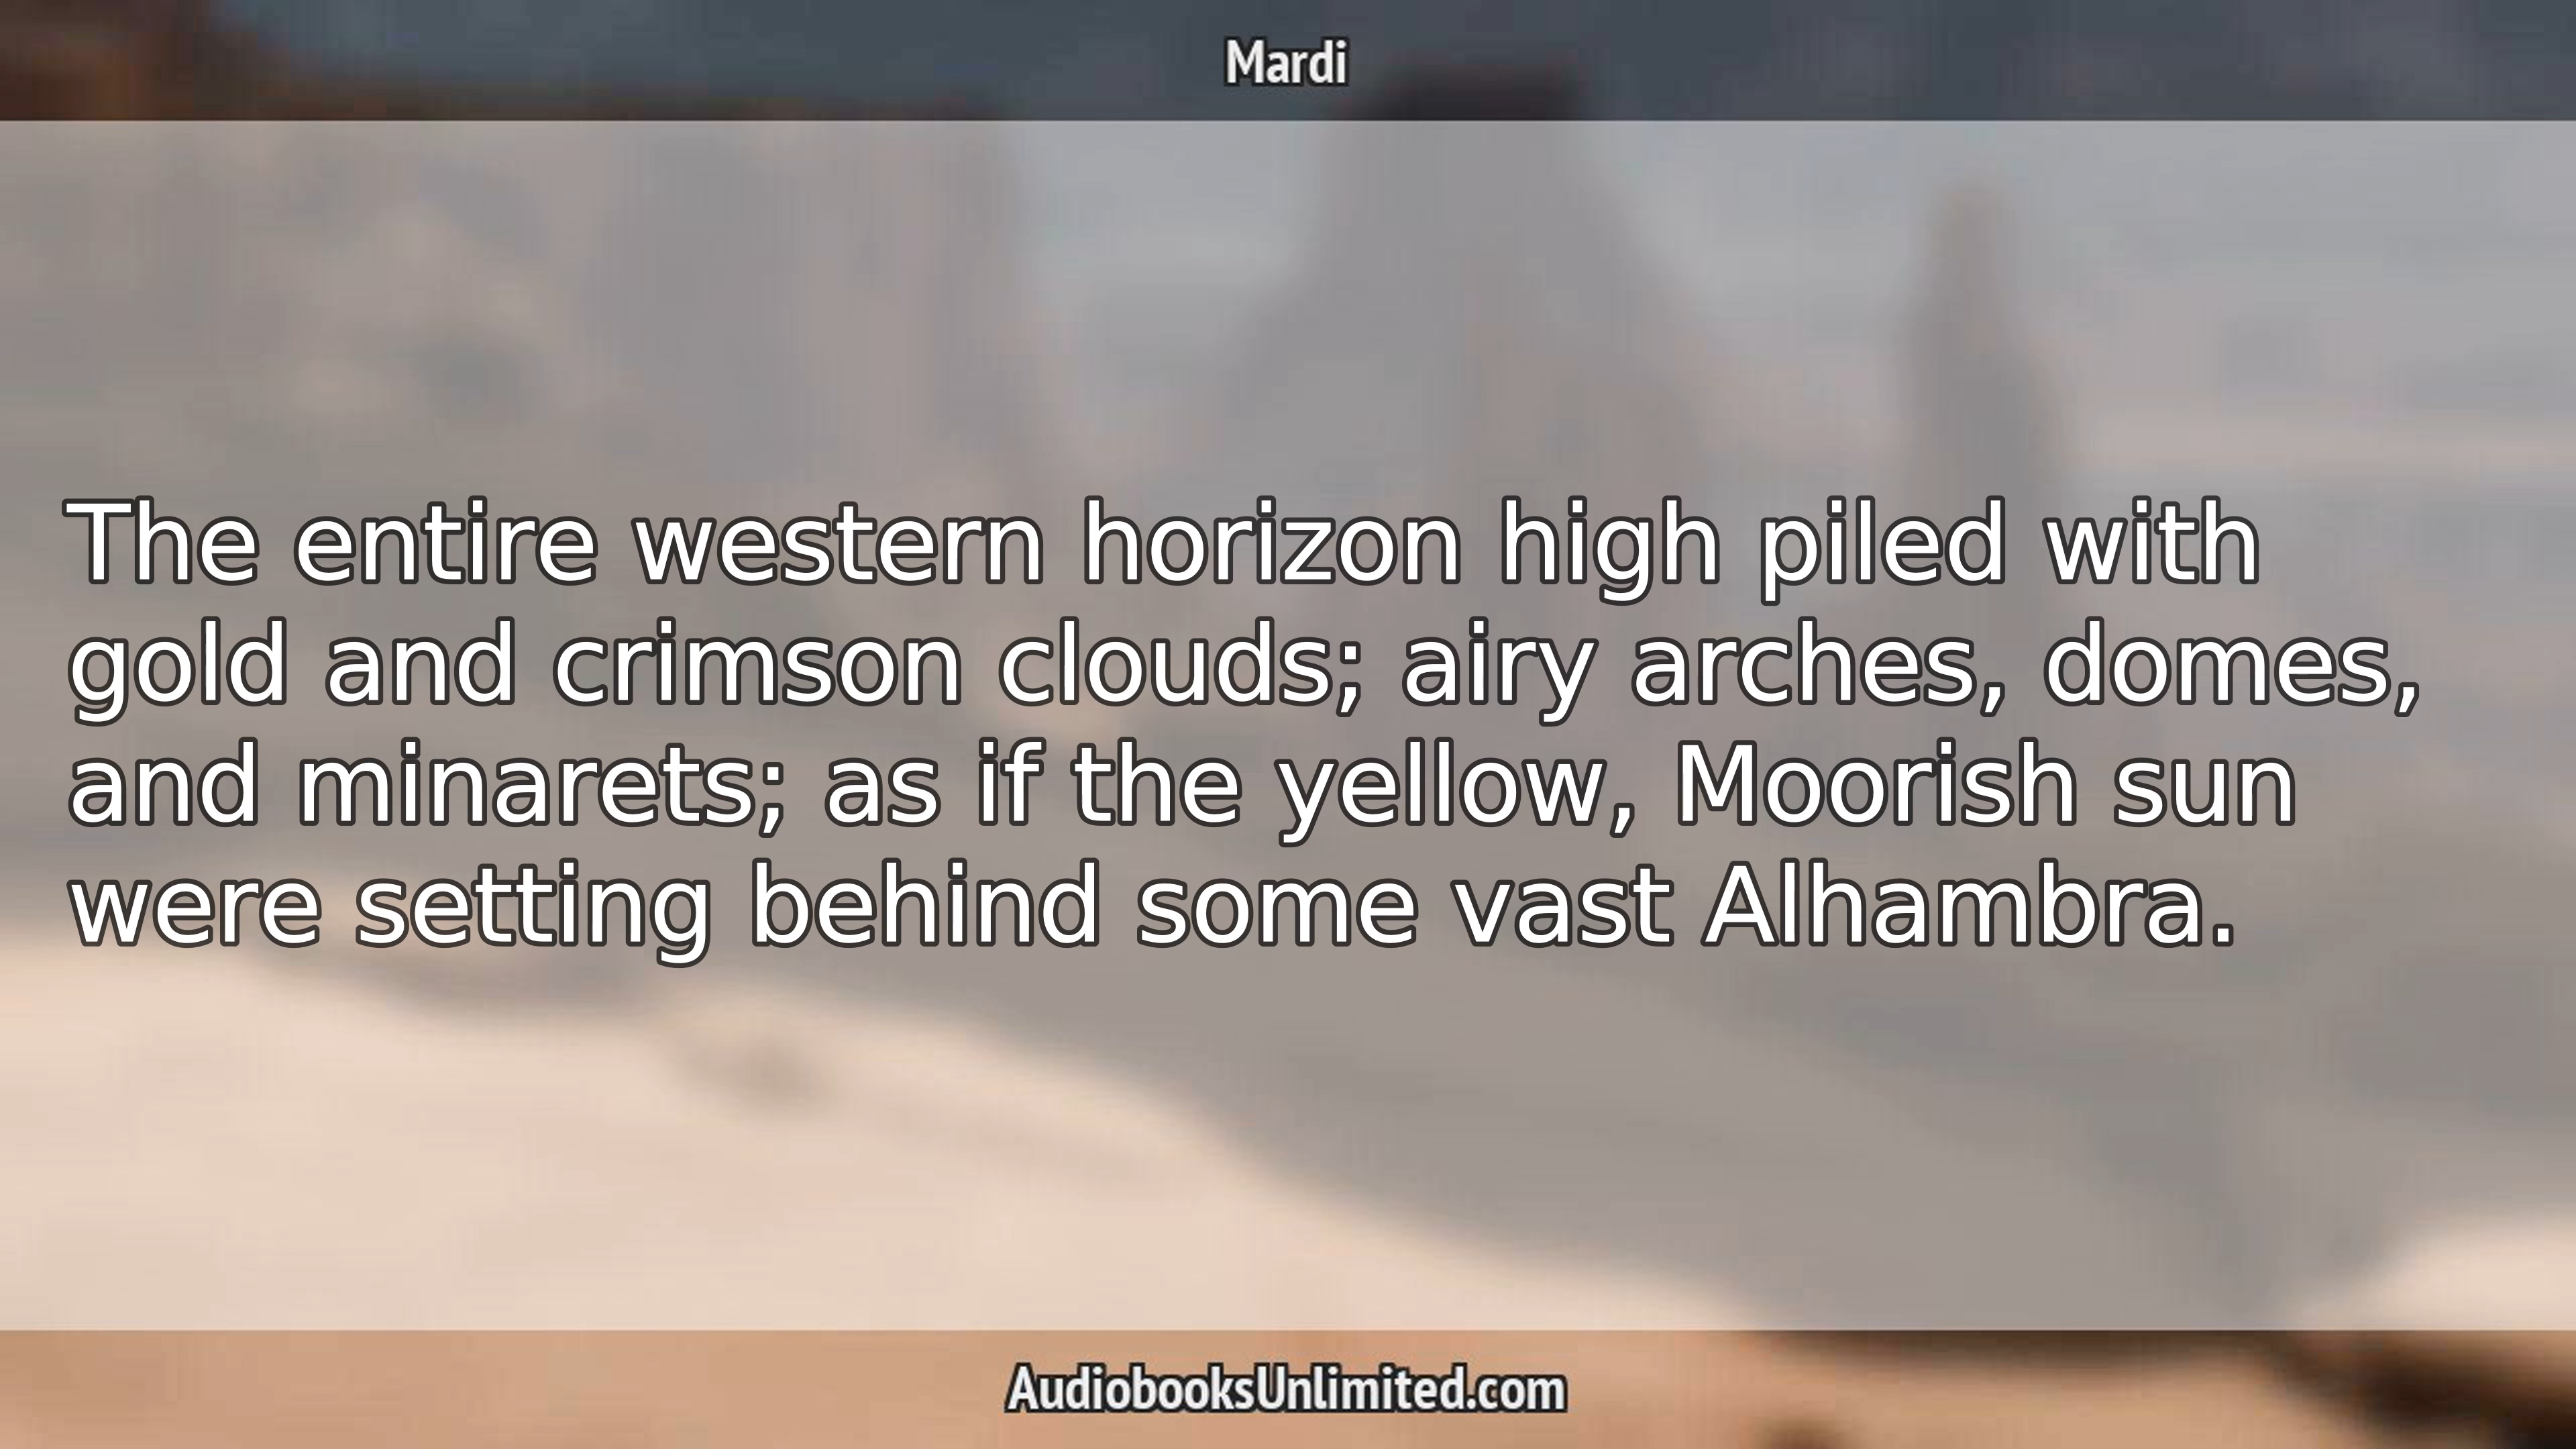 Mardi
The entire western horizon high piled with
gold and crimson clouds; airy arches, domes,
and minarets; as if the yellow, Moorish sun
were setting behind some vast Alhambra.
AudiobooksUnlimited.com